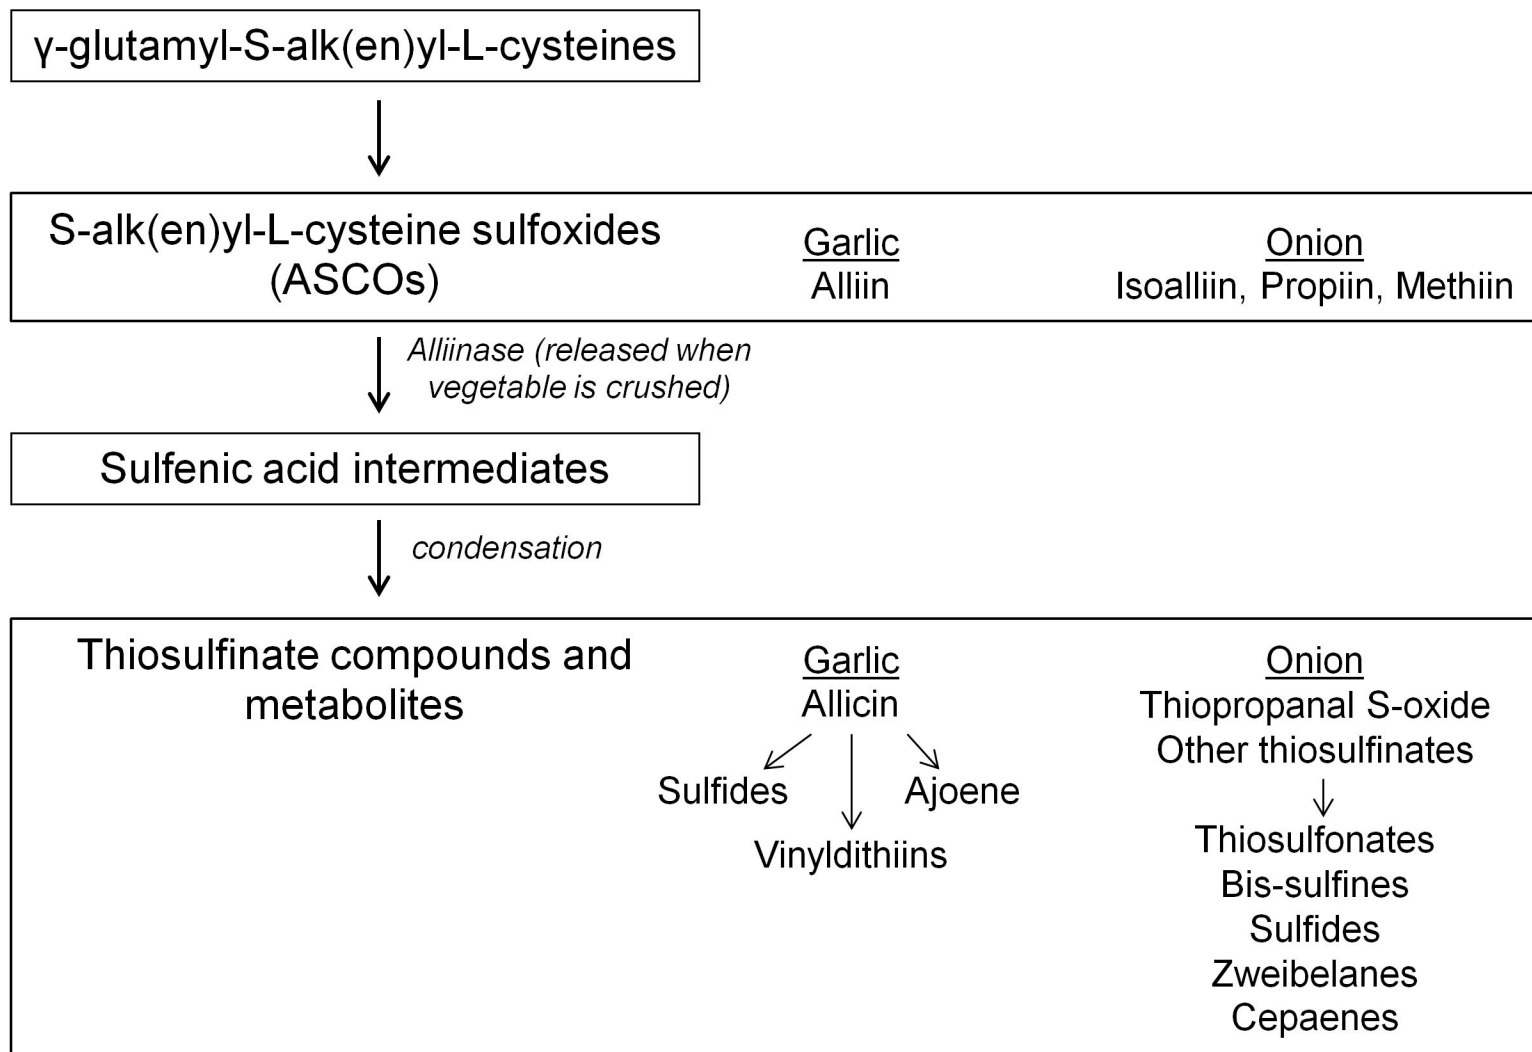 γ-glutamyl-S-alk(en)yl-L-cysteines
S-alk(en)yl-L-cysteine sulfoxides
(ASCOs)
Garlic
Alliin
Onion
Isoalliin, Propiin, Methiin
Alliinase (released when
vegetable is crushed)
Sulfenic acid intermediates
condensation
Thiosulfinate compounds and
metabolites
Garlic
Allicin
Sulfides
Ajoene
Vinyldithiins
Onion
Thiopropanal S-oxide
Other thiosulfinates
Thiosulfonates
Bis-sulfines
Sulfides
Zweibelanes
Cepaenes